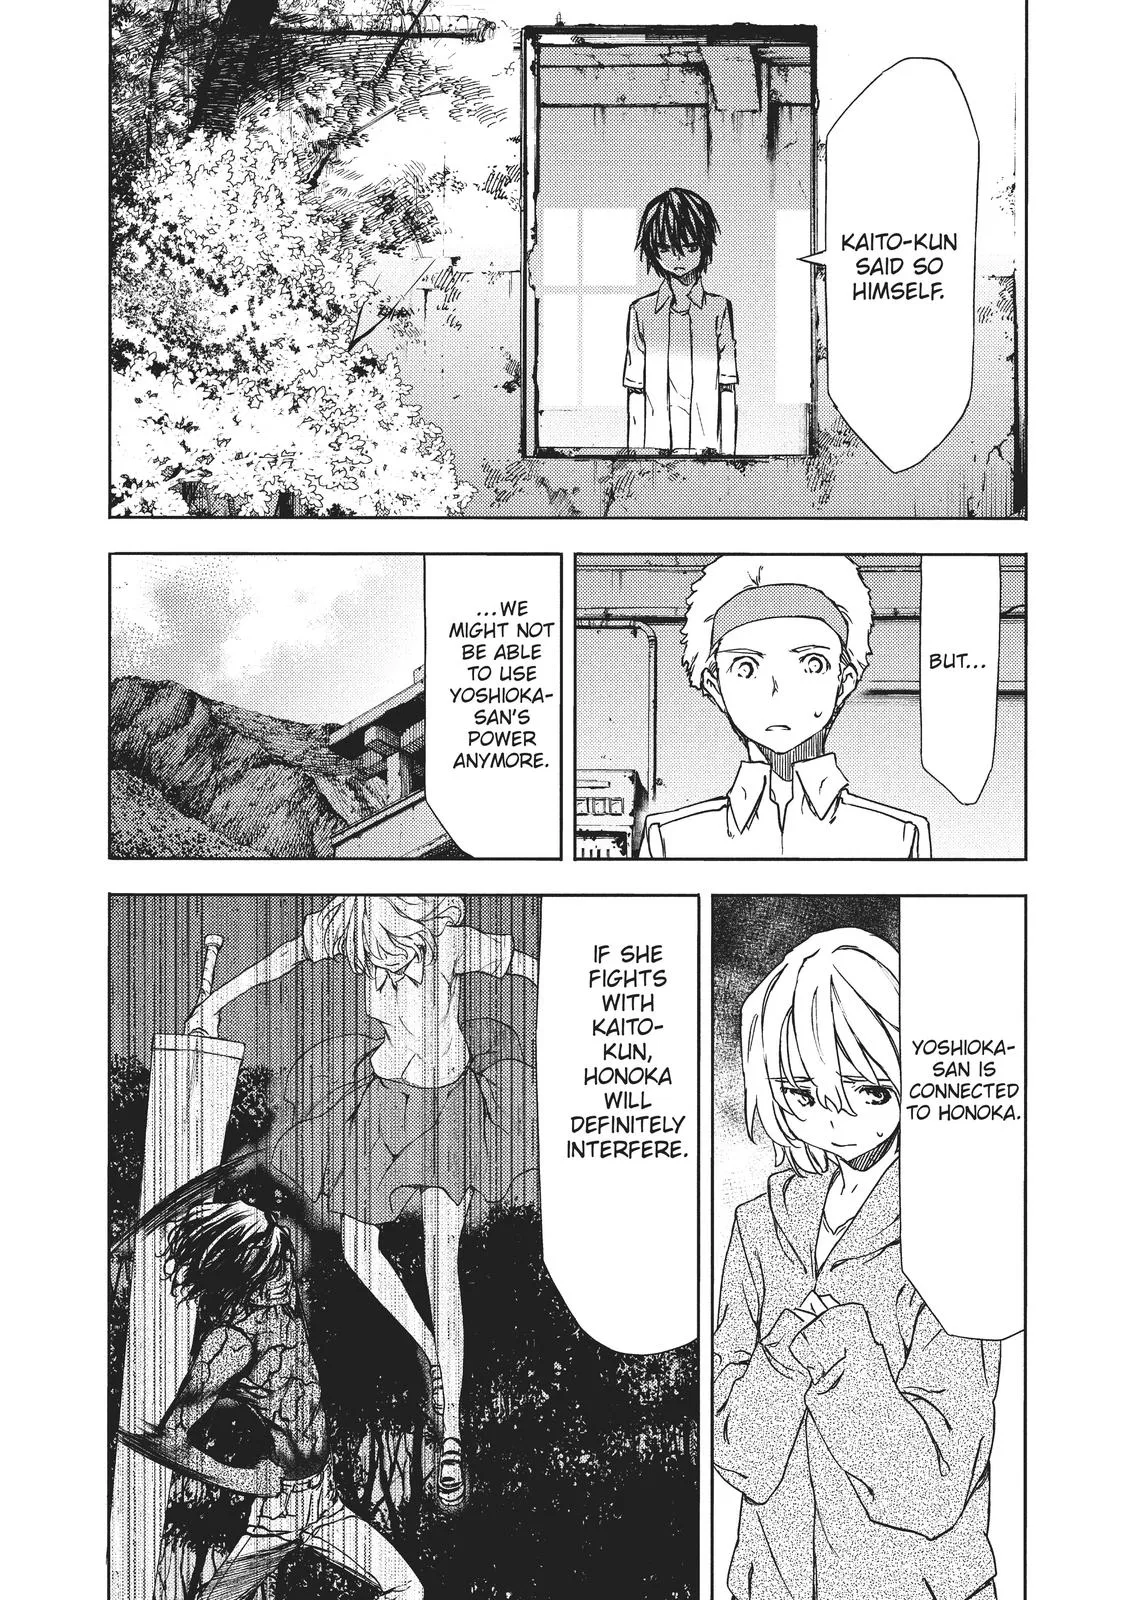 KAITO-KUN
SAID SO
HIMSELF.
BUT...
...WE
MIGHT NOT
BE ABLE
TO USE
YOSHIOKA-
SAN'S
POWER
ANYMORE.
YOSHIOKA-
SAN IS
CONNECTED
TO HONOKA.
IF SHE
FIGHTS
WITH
KAITO-
KUN,
HONOKA
WILL
DEFINITELY
INTERFERE.